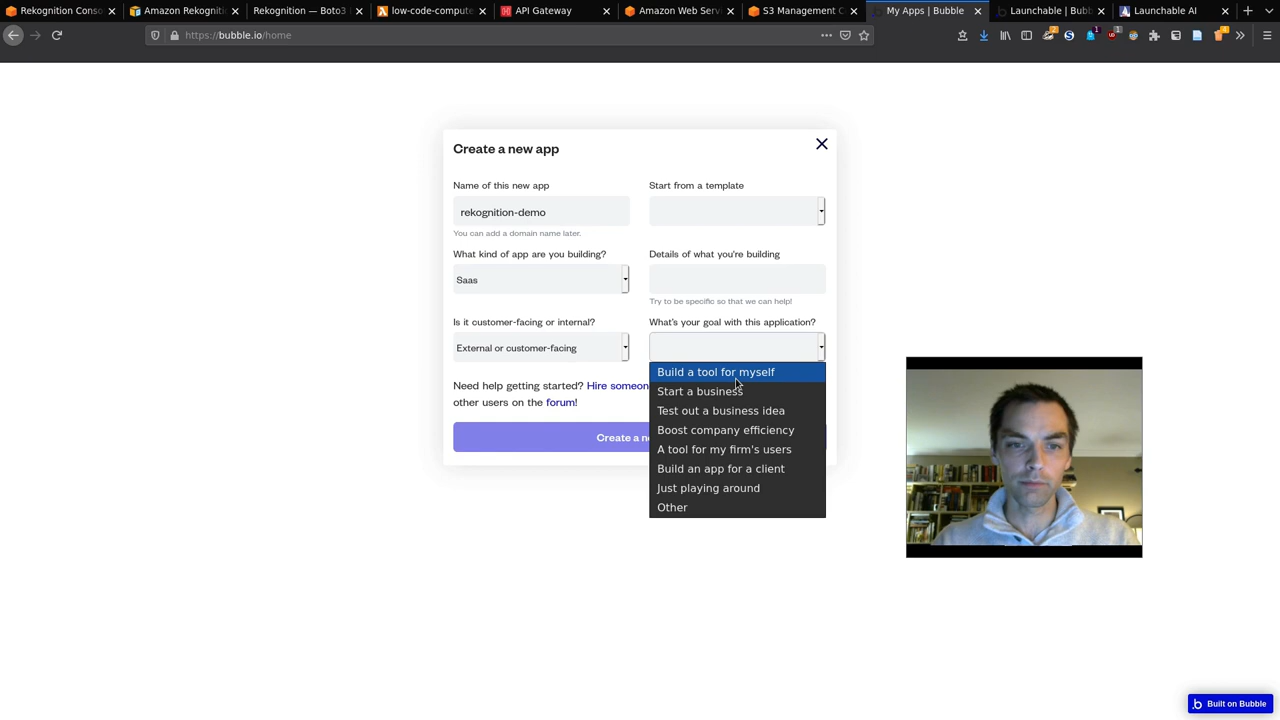 Rekognition Conso
Amazon Rekogniti
Rekognition — Boto3
low-code-compute
API Gateway
Amazon Web Serv
S3 Management C
My Apps | Bubble
Launchable | Bubb
Launchable AI
https://bubble.io/home
Create a new app
Name of this new app
Start from a template
rekognition-demo
You can add a domain name later.
What kind of app are you building?
Details of what you're building
Saas
Try to be specific so that we can help!
Is it customer-facing or internal?
What's your goal with this application?
External or customer-facing
Build a tool for myself
Need help getting started? Hire someon
Start a business
other users on the forum!
Test out a business idea
Boost company efficiency
Create a ne
A tool for my firm's users
Build an app for a client
Just playing around
Other
Built on Bubble